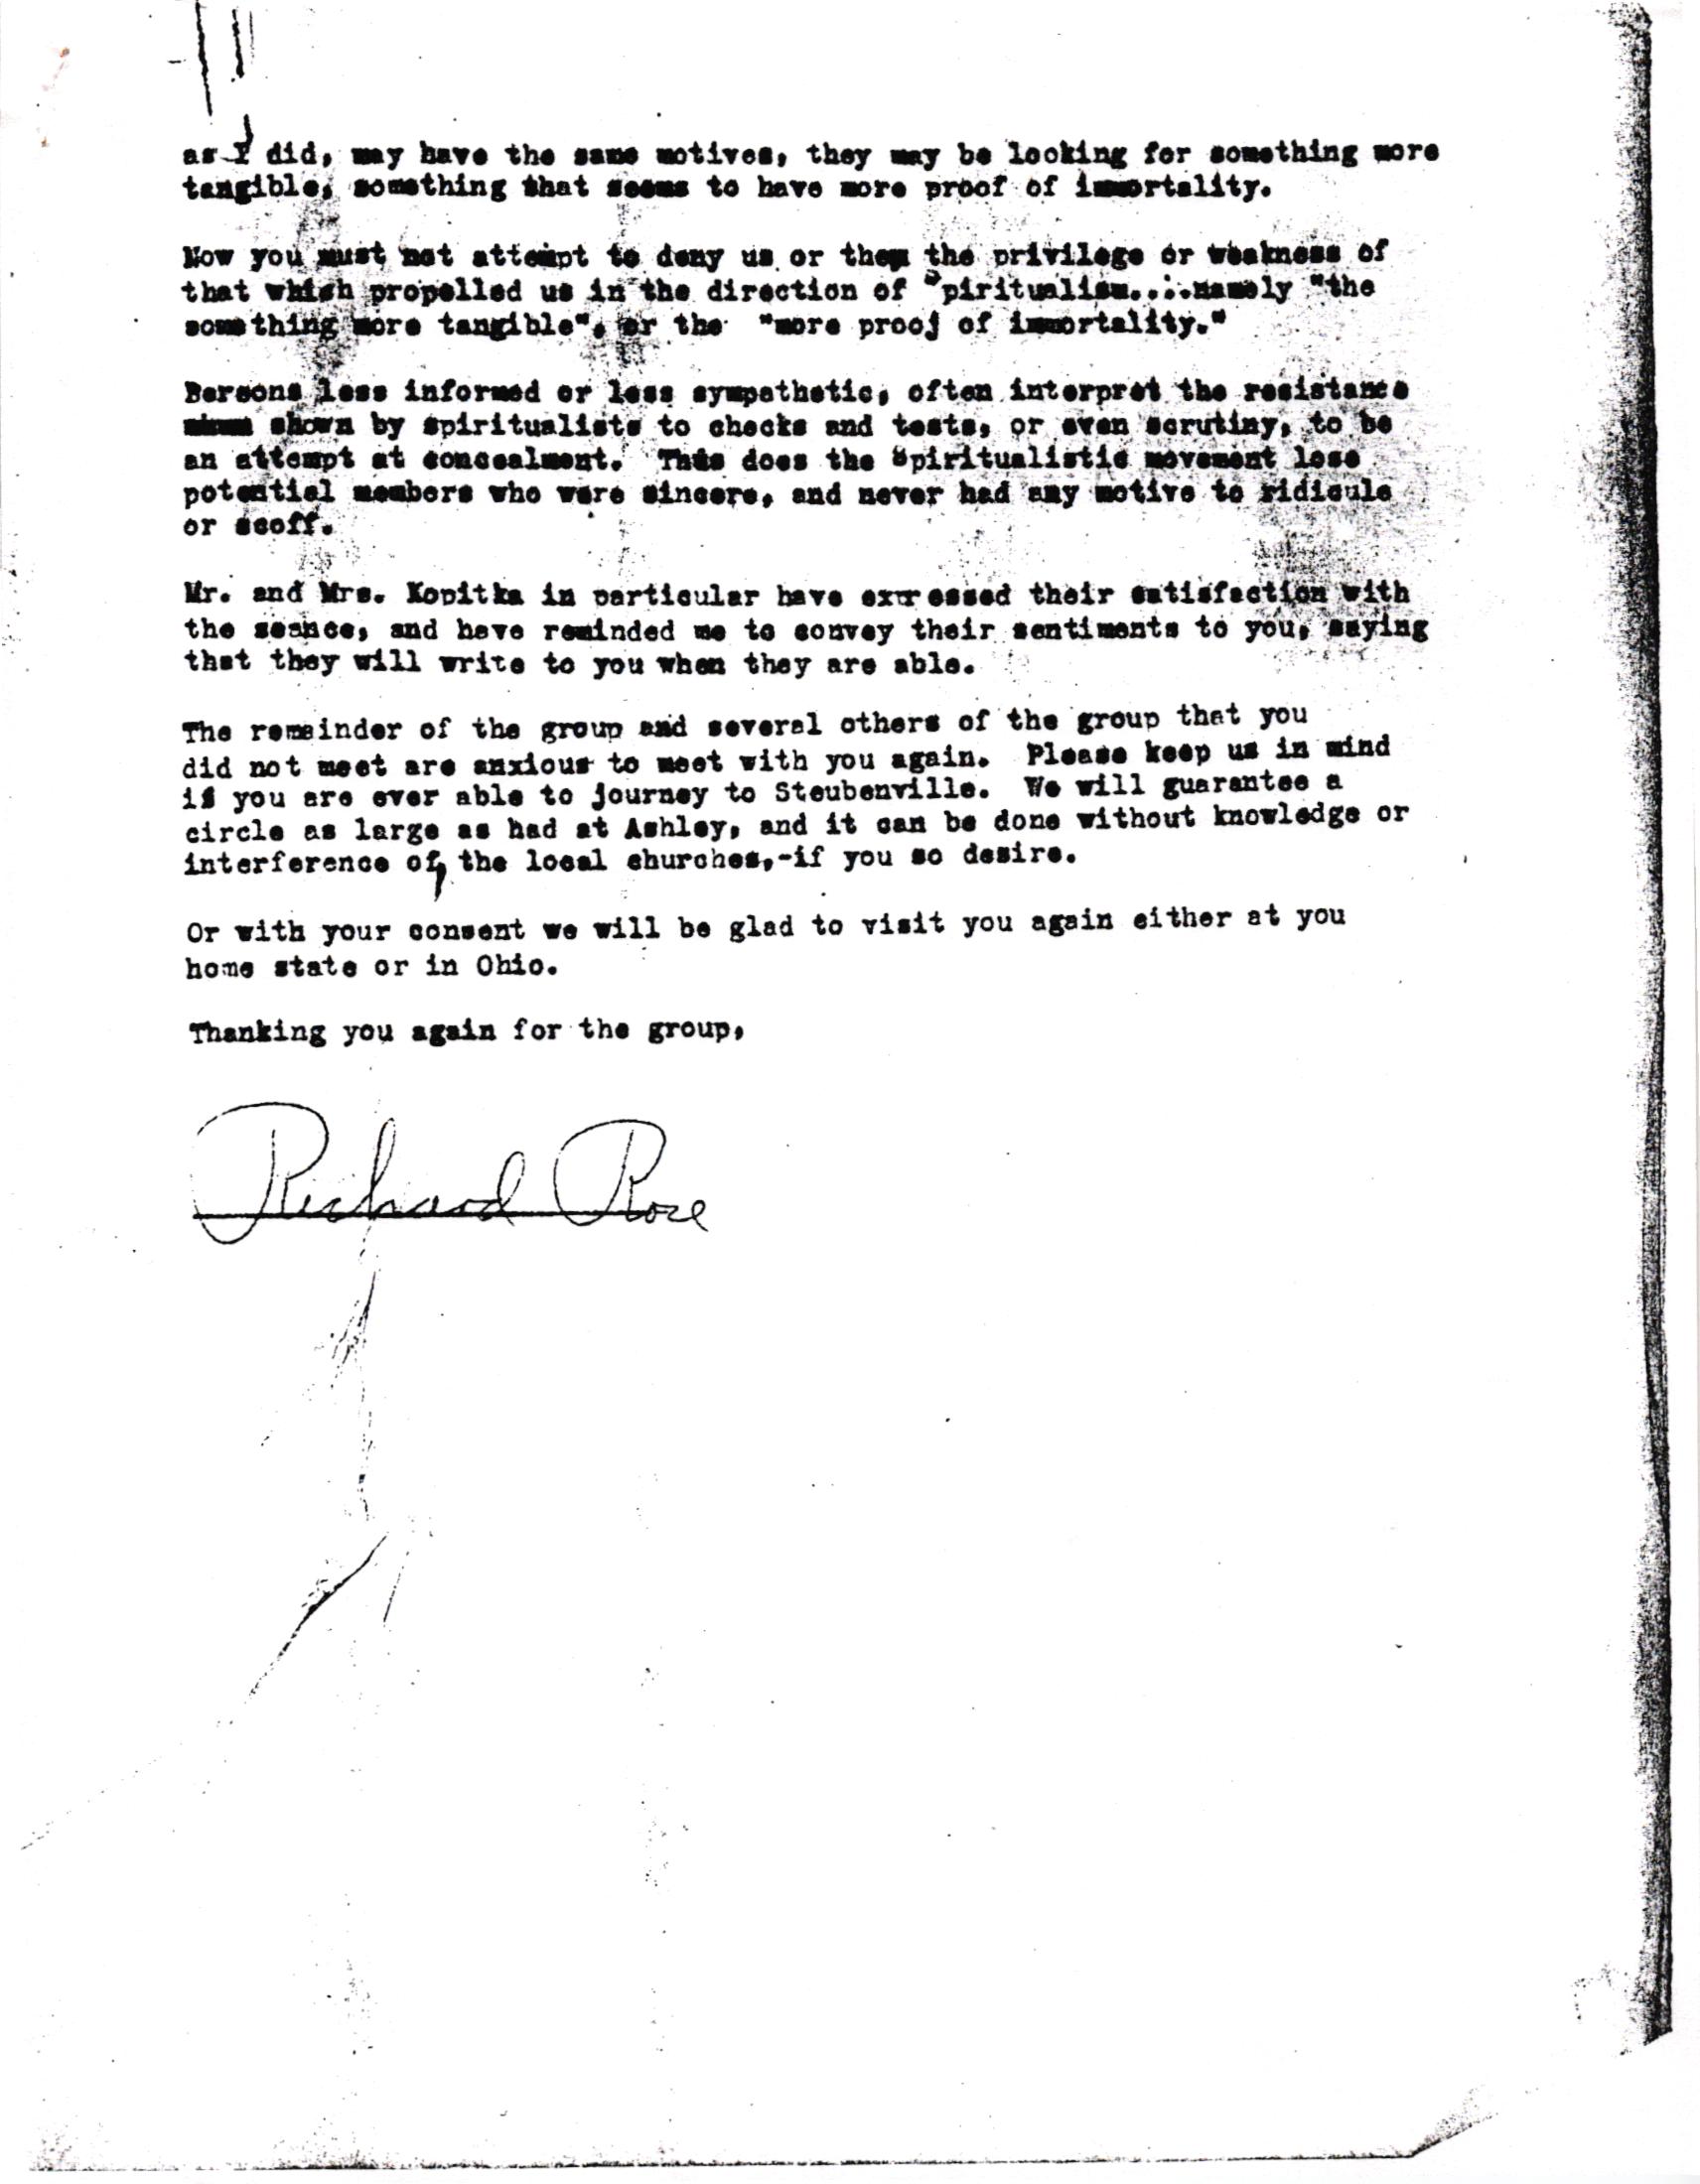 as I did, may have the same motives, they may be looking for something more
tangible, something that seems to have more proof of immortality.
Now you must not attempt to deny us or them the privilege or weakness of
that which propelled us in the direction of Spiritualism....namely "the
something more tangible", or the "more prooj of immortality."
Persons less informed or less sympathetic, often interpret the resistance
shown by spiritualists to checks and tests, or even scrutiny, to be
an attempt at concealment. Thus does the Spiritualistic movement lose
potential members who were sincere, and never had any motive to ridicule
or scoff.
Mr. and Mrs. Kopitka in particular have expressed their satisfaction with
the seance, and have reminded me to convey their sentiments to you, saying
that they will write to you when they are able.
The remainder of the group and several others of the group that you
did not meet are anxious to meet with you again. Please keep us in mind
if you are ever able to journey to Steubenville. We will guarantee a
circle as large as had at Ashley, and it can be done without knowledge or
interference of, the local churches,-if you so desire.
Or with your consent we will be glad to visit you again either at you
home state or in Ohio.
Thanking you again for the group,
Richard Rose